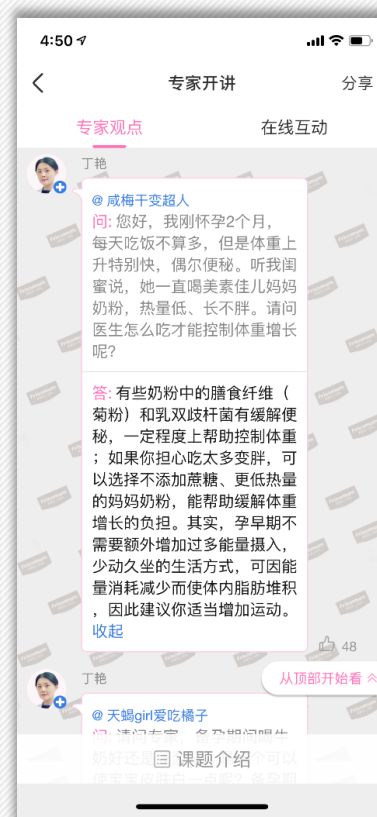 4:50
专家开讲
分享
专家观点
在线互动
丁艳
@ 咸梅干变超人
问: 您好，我刚怀孕2个月，
每天吃饭不算多，但是体重上
升特别快，偶尔便秘。听我闺
蜜说，她一直喝美素佳儿妈妈
奶粉，热量低、长不胖。请问
医生怎么吃才能控制体重增长
呢？
答: 有些奶粉中的膳食纤维（
菊粉）和乳双歧杆菌有缓解便
秘，一定程度上帮助控制体重
；如果你担心吃太多变胖，可
以选择不添加蔗糖、更低热量
的妈妈奶粉，能帮助缓解体重
增长的负担。其实，孕早期不
需要额外增加过多能量摄入，
少动久坐的生活方式，可因能
量消耗减少而使体内脂肪堆积
，因此建议你适当增加运动。
收起
48
丁艳
从顶部开始看
@ 天蝎girl爱吃橘子
问: 请问专家，备孕期间喝牛
课题介绍